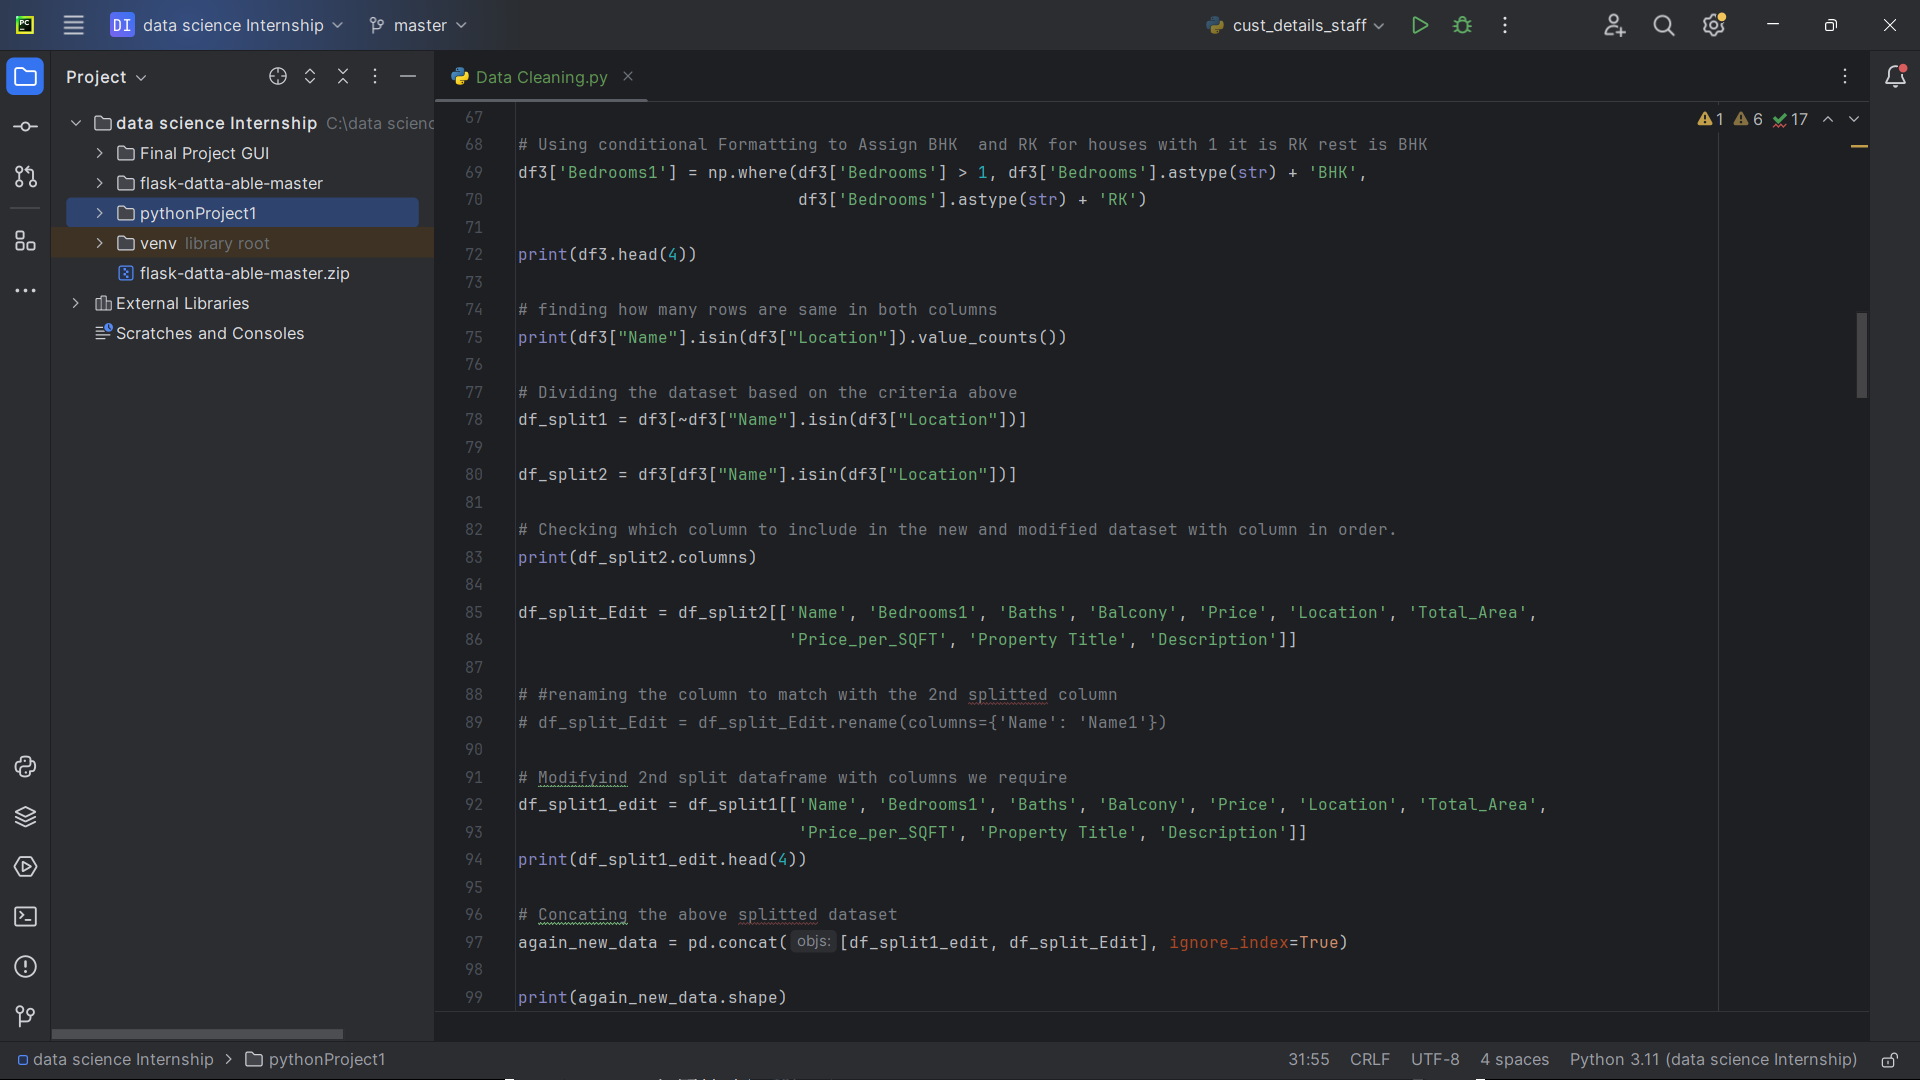 PC
DI data science Internship
master
cust_details_staff
Project
Data Cleaning.py
data science Internship C:\data scienc
Final Project GUI
flask-datta-able-master
pythonProject1
venv library root
flask-datta-able-master.zip
External Libraries
Scratches and Consoles
1 6 17
67
68 # Using conditional Formatting to Assign BHK  and RK for houses with 1 it is RK rest is BHK
69 df3['Bedrooms1'] = np.where(df3['Bedrooms'] > 1, df3['Bedrooms'].astype(str) + 'BHK',
70 df3['Bedrooms'].astype(str) + 'RK')
71
72 print(df3.head(4))
73
74 # finding how many rows are same in both columns
75 print(df3["Name"].isin(df3["Location"]).value_counts())
76
77 # Dividing the dataset based on the criteria above
78 df_split1 = df3[~df3["Name"].isin(df3["Location"])]
79
80 df_split2 = df3[df3["Name"].isin(df3["Location"])]
81
82 # Checking which column to include in the new and modified dataset with column in order.
83 print(df_split2.columns)
84
85 df_split_Edit = df_split2[['Name', 'Bedrooms1', 'Baths', 'Balcony', 'Price', 'Location', 'Total_Area',
86 'Price_per_SQFT', 'Property Title', 'Description']]
87
88 # #renaming the column to match with the 2nd splitted column
89 # df_split_Edit = df_split_Edit.rename(columns={'Name': 'Name1'})
90
91 # Modifyind 2nd split dataframe with columns we require
92 df_split1_edit = df_split1[['Name', 'Bedrooms1', 'Baths', 'Balcony', 'Price', 'Location', 'Total_Area',
93 'Price_per_SQFT', 'Property Title', 'Description']]
94 print(df_split1_edit.head(4))
95
96 # Concating the above splitted dataset
97 again_new_data = pd.concat( objs: [df_split1_edit, df_split_Edit], ignore_index=True)
98
99 print(again_new_data.shape)
data science Internship > pythonProject1
31:55 CRLF UTF-8 4 spaces Python 3.11 (data science Internship)